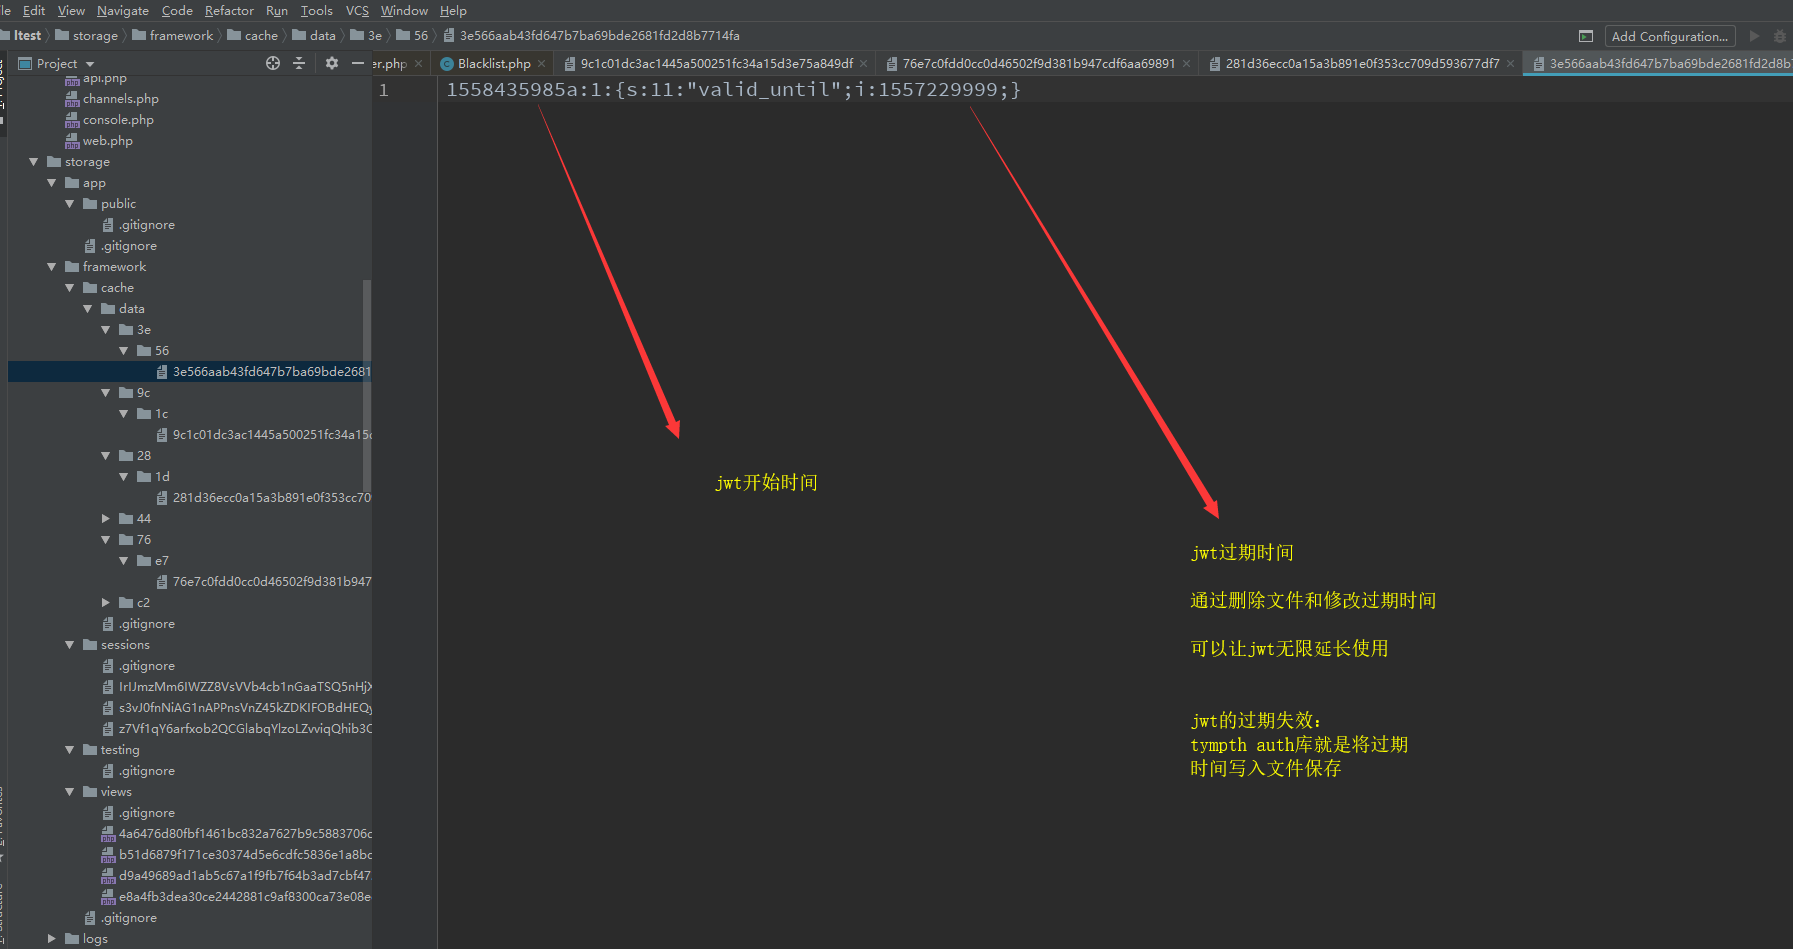 Edit View Navigate Code Refactor Run Tools VCS Window Help
ltest storage framework cache data 3e 56 3e566aab43fd647b7ba69bde2681fd2d8b7714fa
Add Configuration...
Project
er.php Blacklist.php 9c1c01dc3ac1445a500251fc34a15d3e75a849df 76e7c0fdd0cc0d46502f9d381b947cdf6aa69891 281d36ecc0a15a3b891e0f353cc709d593677df7 3e566aab43fd647b7ba69bde2681fd2d8b
1 1558435985a:1:{s:11:"valid_until";i:1557229999;}
api.php
channels.php
console.php
web.php
storage
app
public
.gitignore
.gitignore
framework
cache
data
3e
56
3e566aab43fd647b7ba69bde2681
9c
1c
9c1c01dc3ac1445a500251fc34a15
28
1d
281d36ecc0a15a3b891e0f353cc70
44
76
e7
76e7c0fdd0cc0d46502f9d381b947
c2
.gitignore
sessions
.gitignore
IrIJmzMm6IWZZ8VsVVb4cb1nGaaTSQ5nHjX
s3vJ0fnNiAG1nAPPnsVnZ45kZDKIFOBdHEQy
z7Vf1qY6arfxob2QCGlabqYlzoLZvviqQhib3C
testing
.gitignore
views
.gitignore
4a6476d80fbf1461bc832a7627b9c5883706c
b51d6879f171ce30374d5e6cdfc5836e1a8bc
d9a49689ad1ab5c67a1f9fb7f64b3ad7cbf47
e8a4fb3dea30ce2442881c9af8300ca73e08e
.gitignore
logs
jwt开始时间
jwt过期时间
通过删除文件和修改过期时间
可以让jwt无限延长使用
jwt的过期失效:
tympth auth库就是将过期
时间写入文件保存